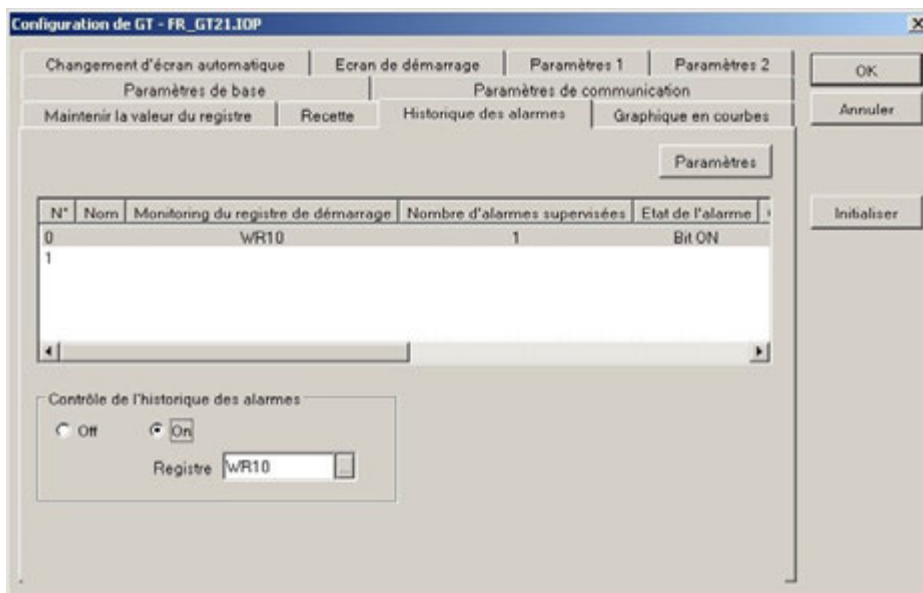 Configuration de GT - FR_GT21.IOP
Changement d'écran automatique Ecran de démarrage Paramètres 1 Paramètres 2
Paramètres de base Paramètres de communication
Maintenir la valeur du registre Recette Historique des alarmes Graphique en courbes
OK
Annuler
Initialiser
Paramètres
N° Nom Monitoring du registre de démarrage Nombre d'alarmes supervisées Etat de l'alarme
0 WR10 1 Bit ON
1
Contrôle de l'historique des alarmes
Off On
Registre WR10 ...